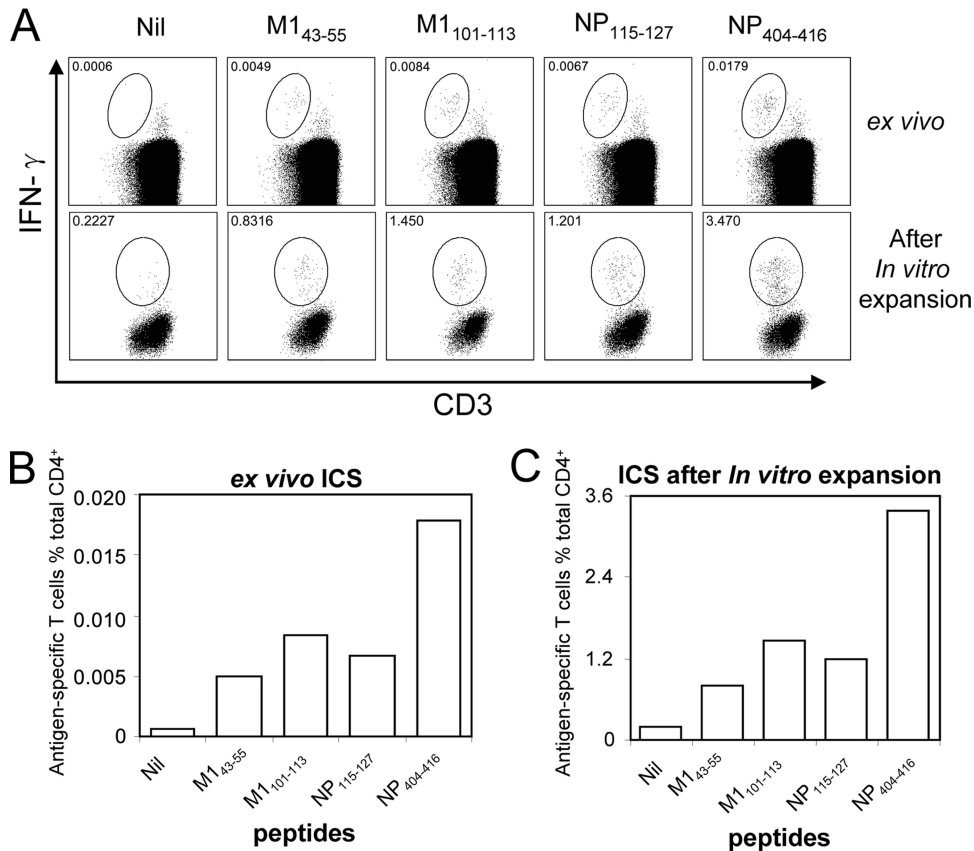 A
Nil M1₄₃₋₅₅ M1₁₀₁₋₁₁₃ NP₁₁₅₋₁₂₇ NP₄₀₄₋₄₁₆
0.0006 0.0049 0.0084 0.0067 0.0179
ex vivo
IFN- γ
0.2227 0.8316 1.450 1.201 3.470
After
In vitro
expansion
CD3
B
ex vivo ICS
Antigen-specific T cells % total CD4⁺
0.020
0.015
0.010
0.005
0
Nil M1₄₃₋₅₅ M1₁₀₁₋₁₁₃ NP₁₁₅₋₁₂₇ NP₄₀₄₋₄₁₆
peptides
C
ICS after In vitro expansion
Antigen-specific T cells % total CD4⁺
3.6
2.4
1.2
0
Nil M1₄₃₋₅₅ M1₁₀₁₋₁₁₃ NP₁₁₅₋₁₂₇ NP₄₀₄₋₄₁₆
peptides